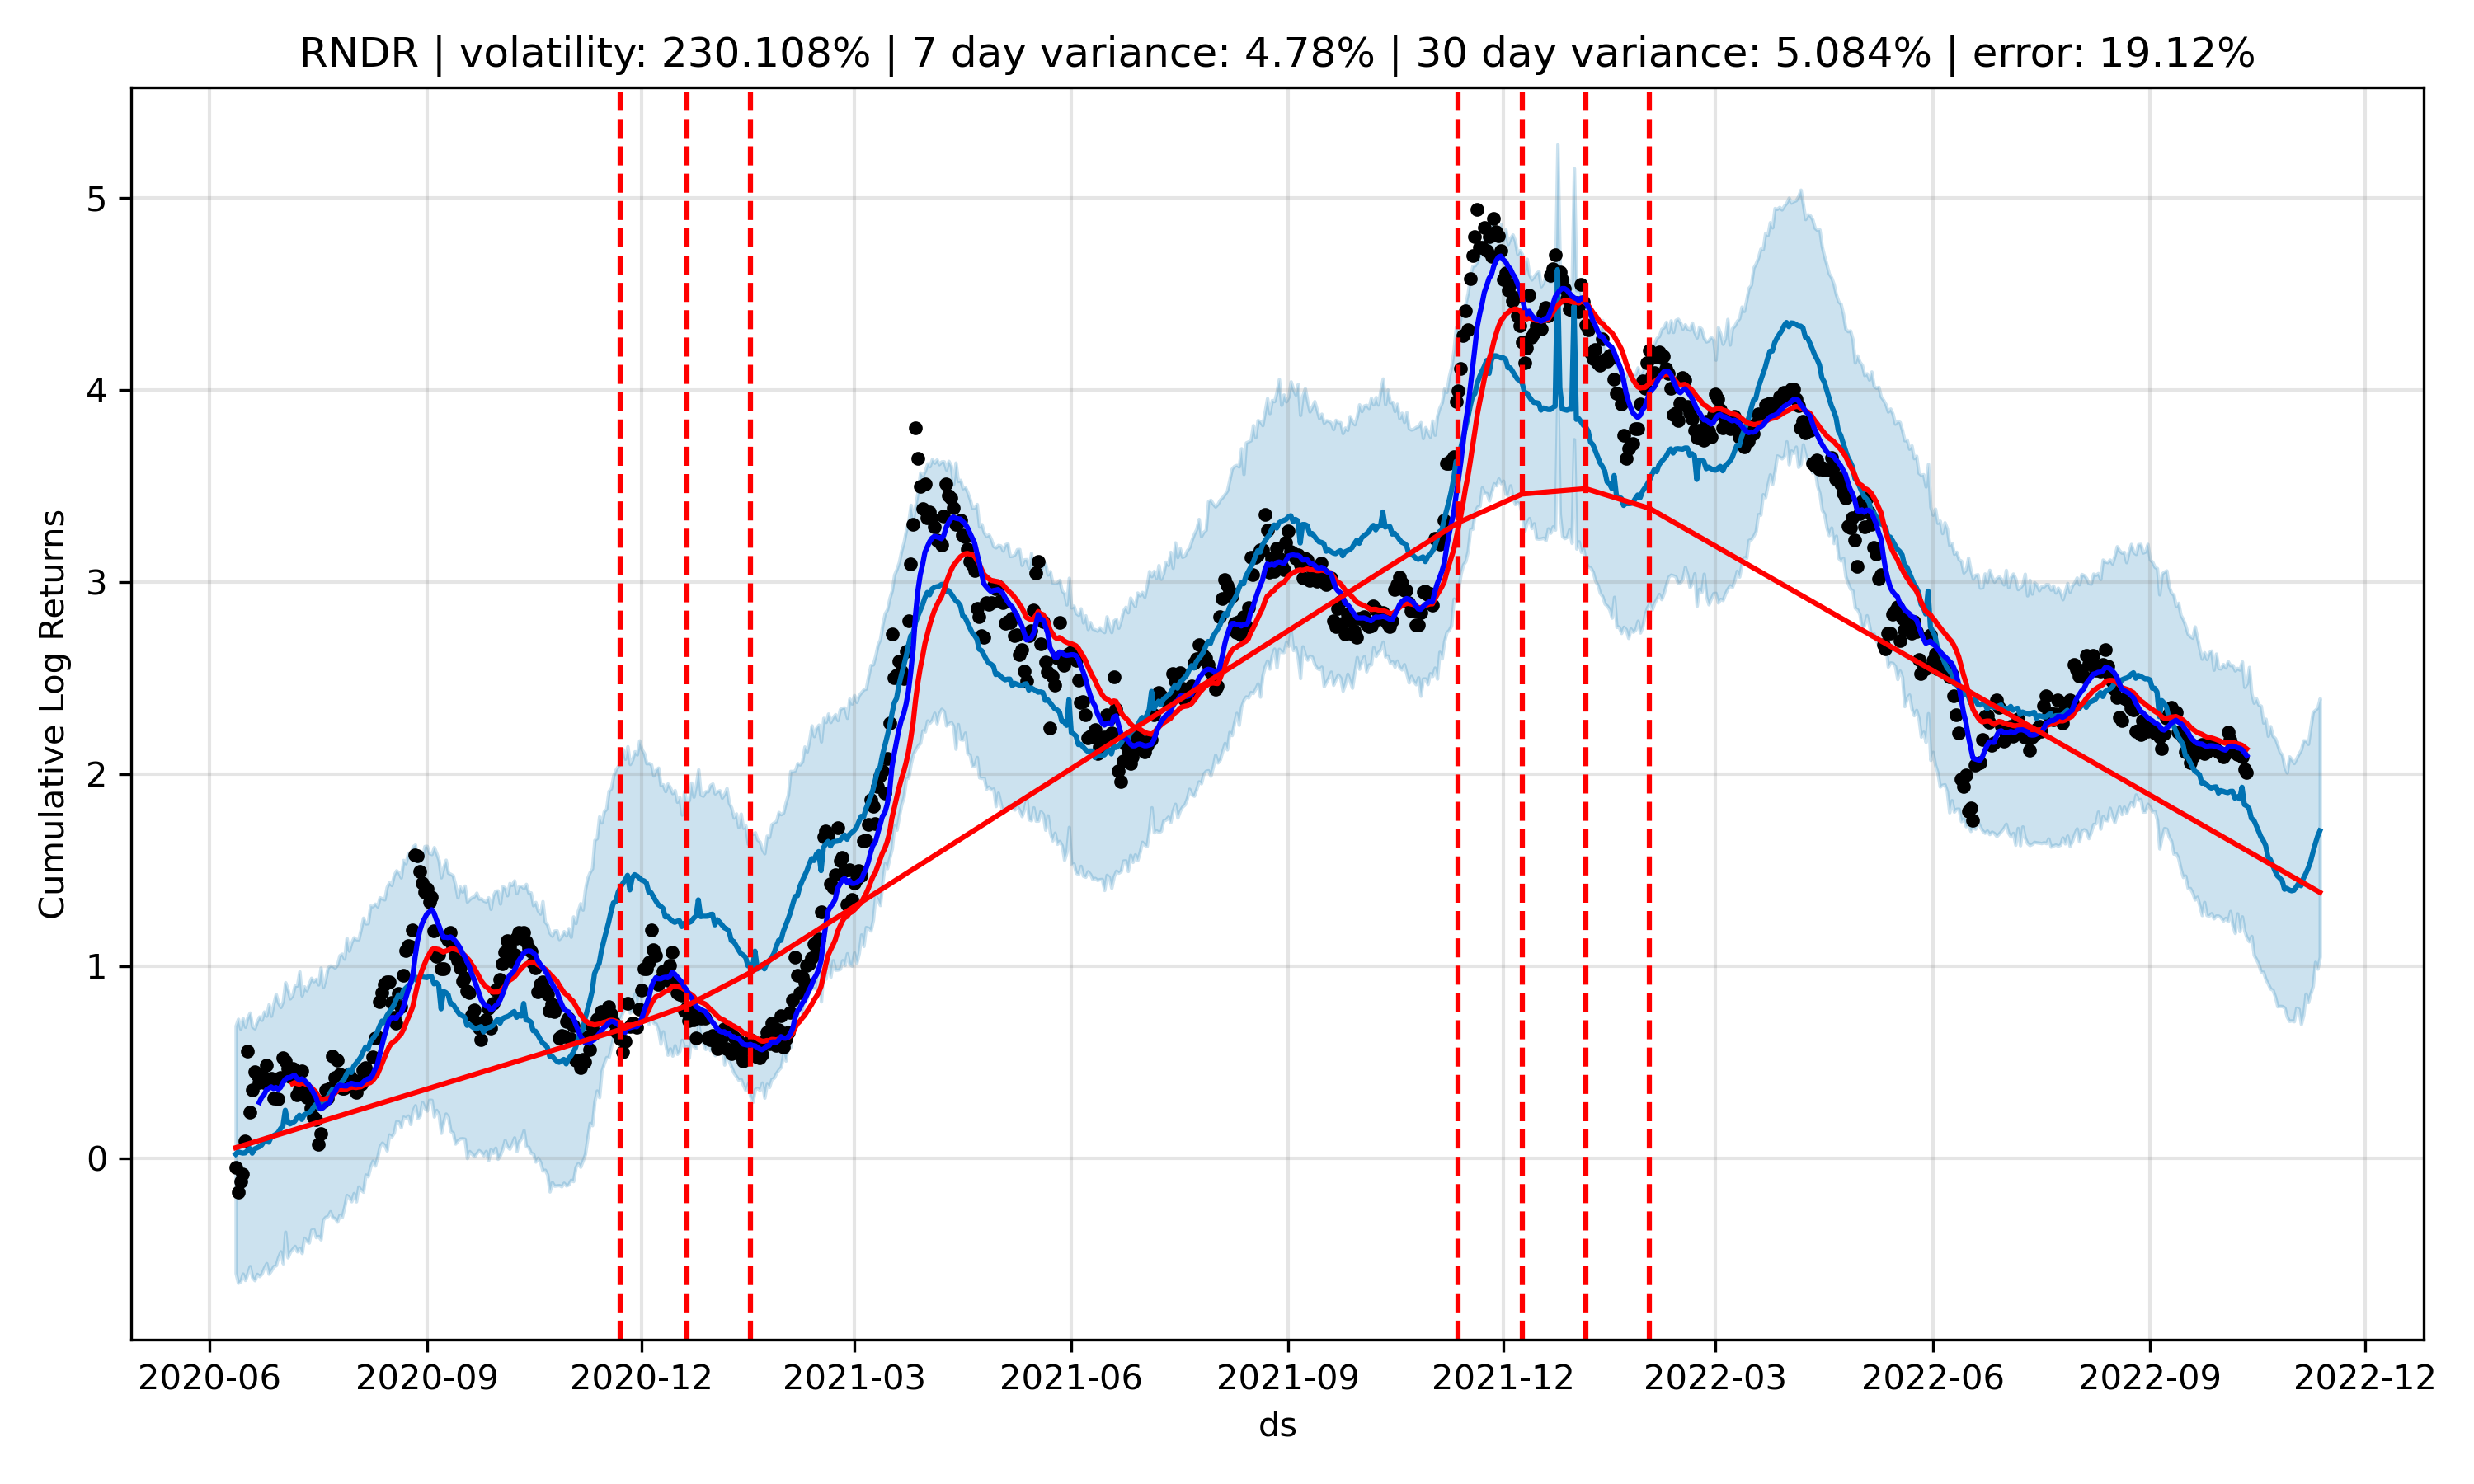 RNDR | volatility: 230.108% | 7 day variance: 4.78% | 30 day variance: 5.084% | error: 19.12%
Cumulative Log Returns
5
4
3
2
1
0
2020-06 2020-09 2020-12 2021-03 2021-06 2021-09 2021-12 2022-03 2022-06 2022-09 2022-12
ds